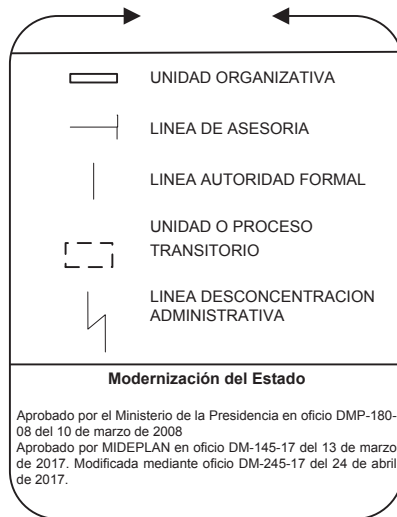 UNIDAD ORGANIZATIVA
LINEA DE ASESORIA
LINEA AUTORIDAD FORMAL
UNIDAD O PROCESO
TRANSITORIO
LINEA DESCONCENTRACION
ADMINISTRATIVA
Modernización del Estado
Aprobado por el Ministerio de la Presidencia en oficio DMP-180-
08 del 10 de marzo de 2008
Aprobado por MIDEPLAN en oficio DM-145-17 del 13 de marzo
de 2017. Modificada mediante oficio DM-245-17 del 24 de abril
de 2017.